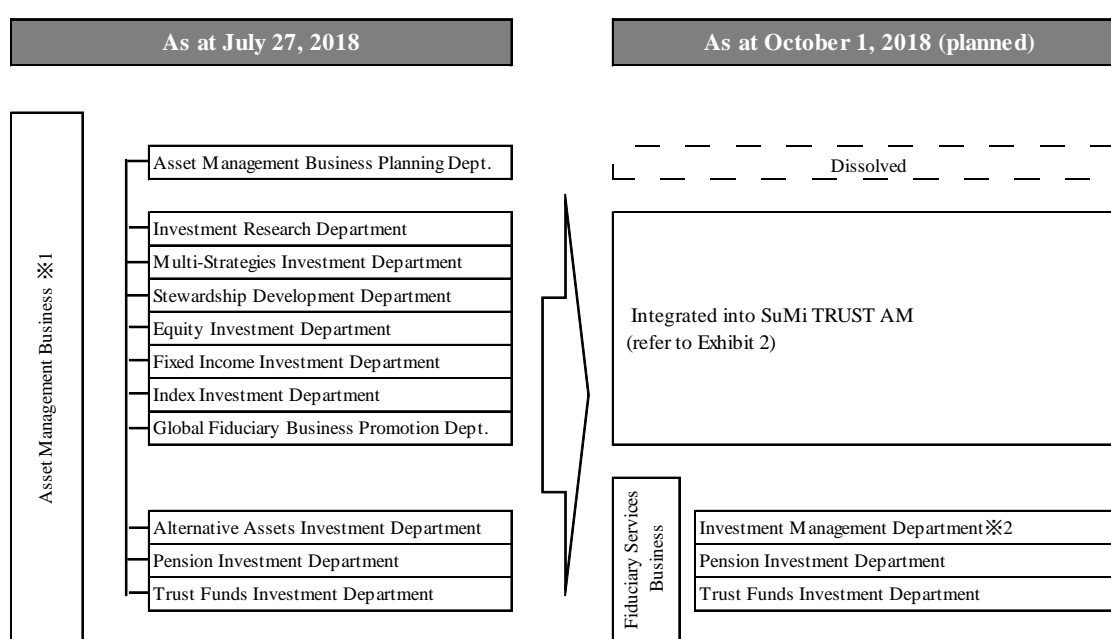 As at July 27, 2018
As at October 1, 2018 (planned)
Asset Management Business ※1
Asset Management Business Planning Dept.
Dissolved
Investment Research Department
Multi-Strategies Investment Department
Stewardship Development Department
Equity Investment Department
Fixed Income Investment Department
Index Investment Department
Global Fiduciary Business Promotion Dept.
Integrated into SuMi TRUST AM
(refer to Exhibit 2)
Alternative Assets Investment Department
Pension Investment Department
Trust Funds Investment Department
Fiduciary Services
Business
Investment Management Department※2
Pension Investment Department
Trust Funds Investment Department